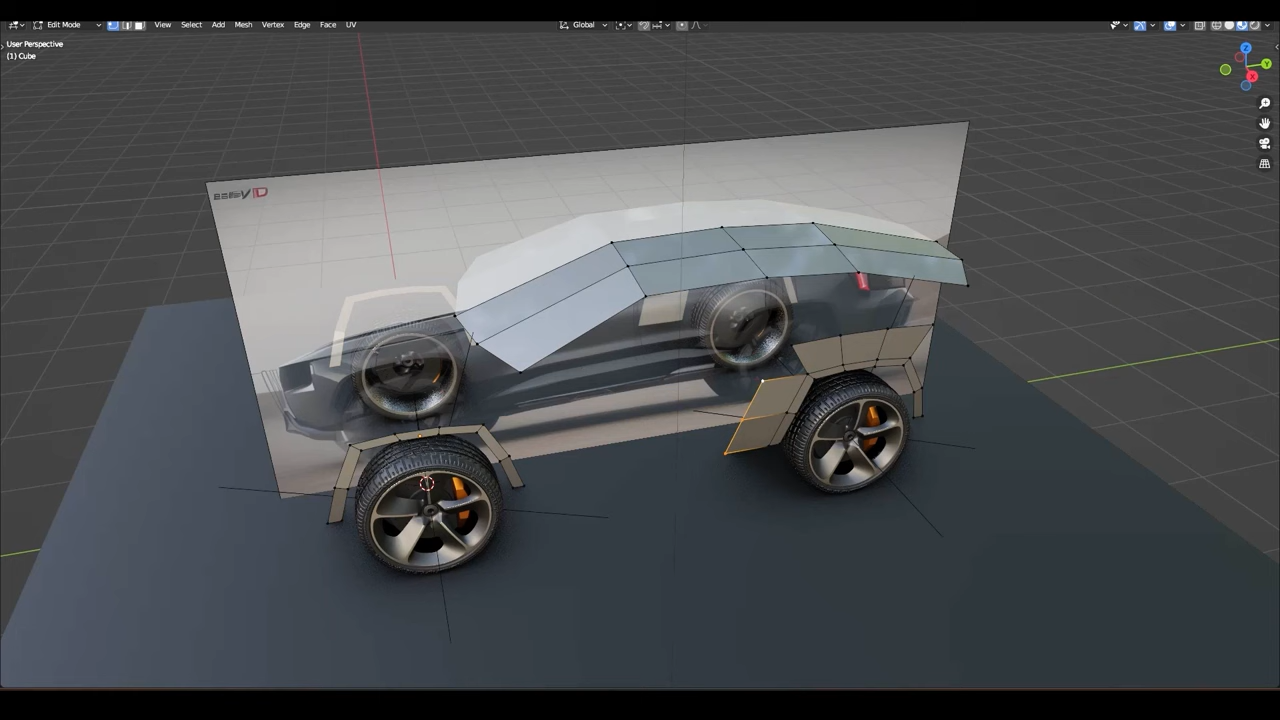 Edit Mode View Select Add Mesh Vertex Edge Face UV Global
User Perspective
(1) Cube
Z
Y
X